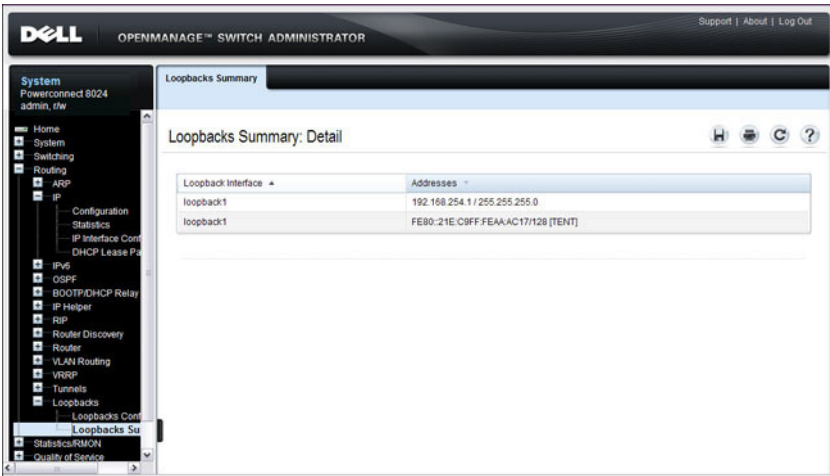 Support | About | Log Out
DELL OPENMANAGE™ SWITCH ADMINISTRATOR
System
Powerconnect 8024
admin, r/w
Home
System
Switching
Routing
ARP
IP
Configuration
Statistics
IP Interface Conf
DHCP Lease Pa
IPv6
OSPF
BOOTP/DHCP Relay
IP Helper
RIP
Router Discovery
Router
VLAN Routing
VRRP
Tunnels
Loopbacks
Loopbacks Conf
Loopbacks Su
Statistics/RMON
Quality of Service
Loopbacks Summary
Loopbacks Summary: Detail
Loopback Interface Addresses
loopback1 192.168.254.1 / 255.255.255.0
loopback1 FE80::21E:C9FF:FEAA:AC17/128 [TENT]